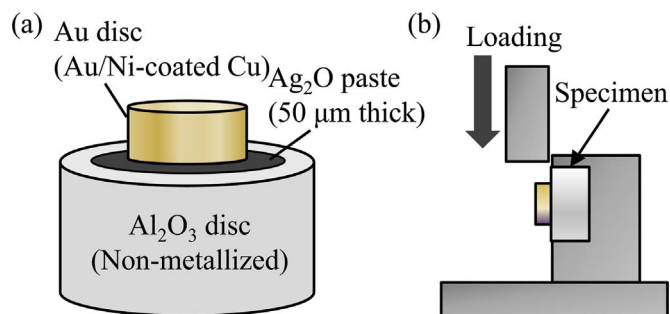 (a)
Au disc
(Au/Ni-coated Cu)
Ag₂O paste
(50 μm thick)
Al₂O₃ disc
(Non-metallized)
(b)
Loading
Specimen